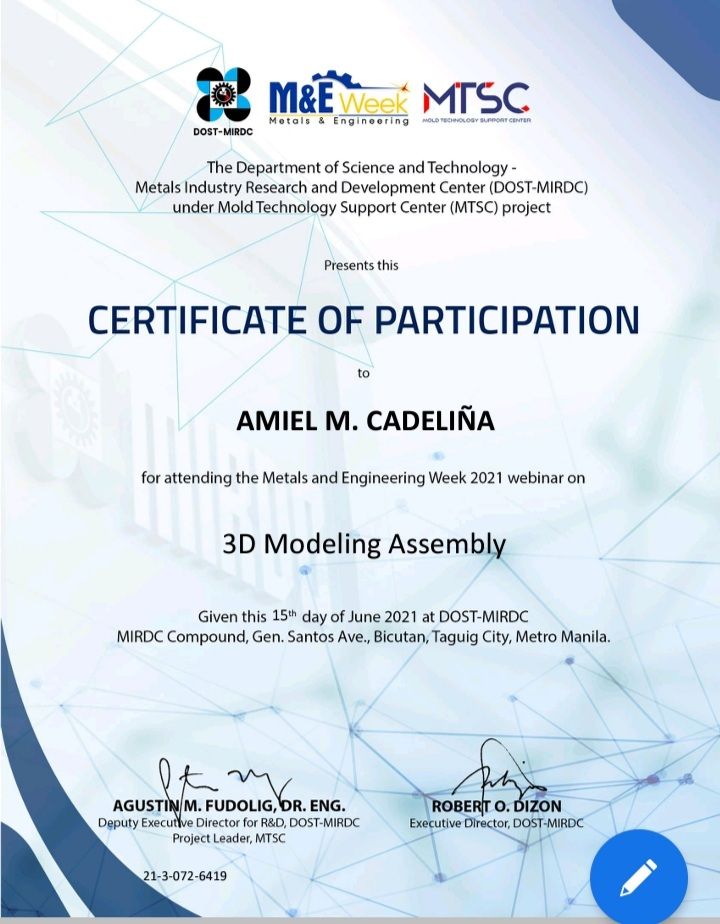 DOST-MIRDC
M&E Week
Metals & Engineering
MTSC
MOLD TECHNOLOGY SUPPORT CENTER
The Department of Science and Technology -
Metals Industry Research and Development Center (DOST-MIRDC)
under Mold Technology Support Center (MTSC) project
Presents this
CERTIFICATE OF PARTICIPATION
to
AMIEL M. CADELIÑA
for attending the Metals and Engineering Week 2021 webinar on
3D Modeling Assembly
Given this 15th day of June 2021 at DOST-MIRDC
MIRDC Compound, Gen. Santos Ave., Bicutan, Taguig City, Metro Manila.
AGUSTIN M. FUDOLIG, DR. ENG.
Deputy Executive Director for R&D, DOST-MIRDC
Project Leader, MTSC
ROBERT O. DIZON
Executive Director, DOST-MIRDC
21-3-072-6419